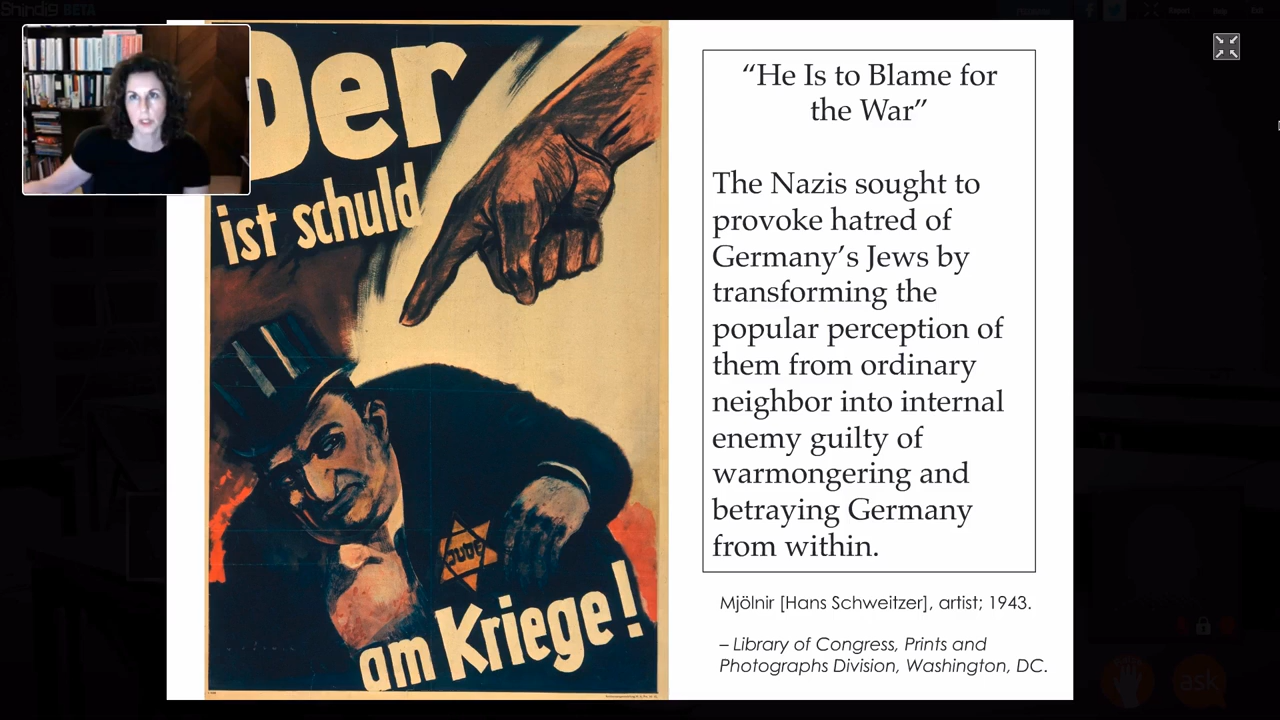 Shindig BETA
Der
ist schuld
Jude
am Kriege!
“He Is to Blame for
the War”
The Nazis sought to
provoke hatred of
Germany’s Jews by
transforming the
popular perception of
them from ordinary
neighbor into internal
enemy guilty of
warmongering and
betraying Germany
from within.
Mjölnir [Hans Schweitzer], artist; 1943.
– Library of Congress, Prints and
Photographs Division, Washington, DC.
ask